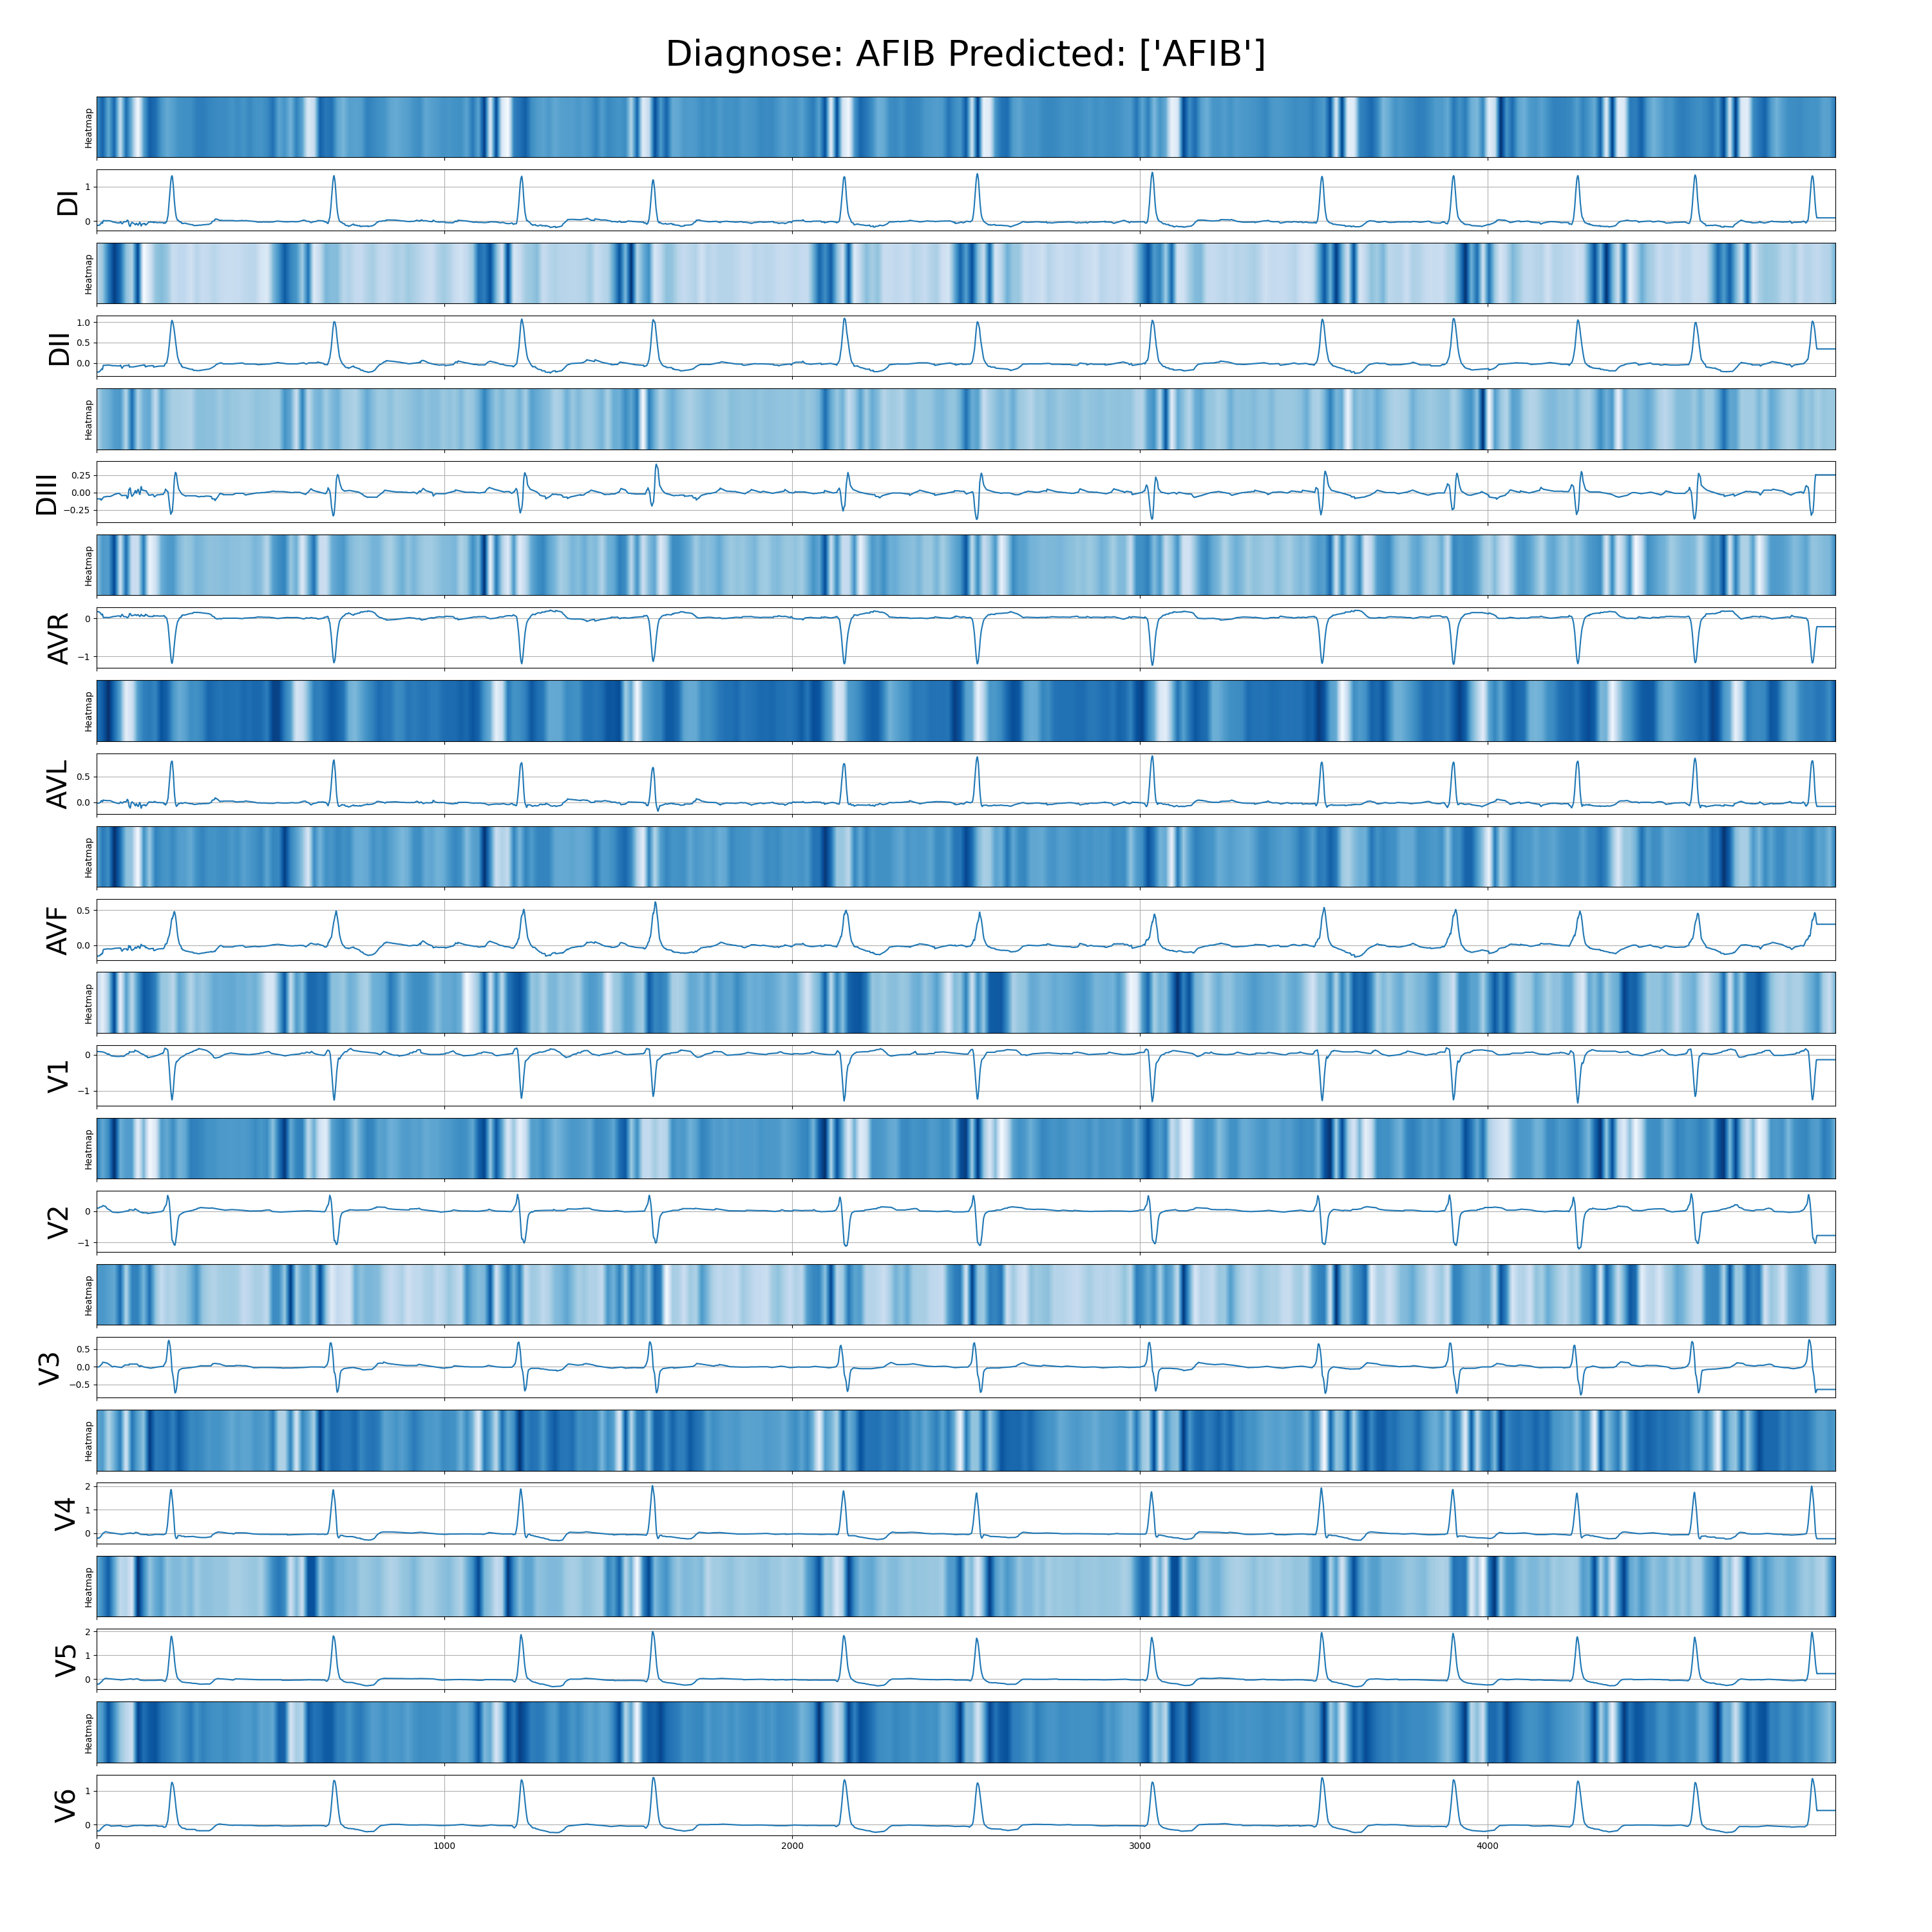 Diagnose: AFIB Predicted: ['AFIB']
Heatmap
DI
1
0
Heatmap
DII
1.0
0.5
0.0
Heatmap
DIII
0.25
0.00
−0.25
Heatmap
AVR
0
−1
Heatmap
AVL
0.5
0.0
Heatmap
AVF
0.5
0.0
Heatmap
V1
0
−1
Heatmap
V2
0
−1
Heatmap
V3
0.5
0.0
−0.5
Heatmap
V4
2
1
0
Heatmap
V5
2
1
0
Heatmap
V6
1
0
0 1000 2000 3000 4000